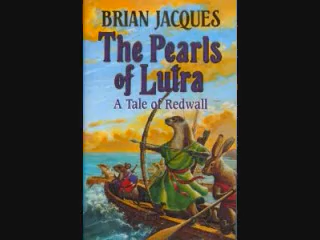 BRIAN JACQUES
The Pearls
of Lutra
A Tale of Redwall